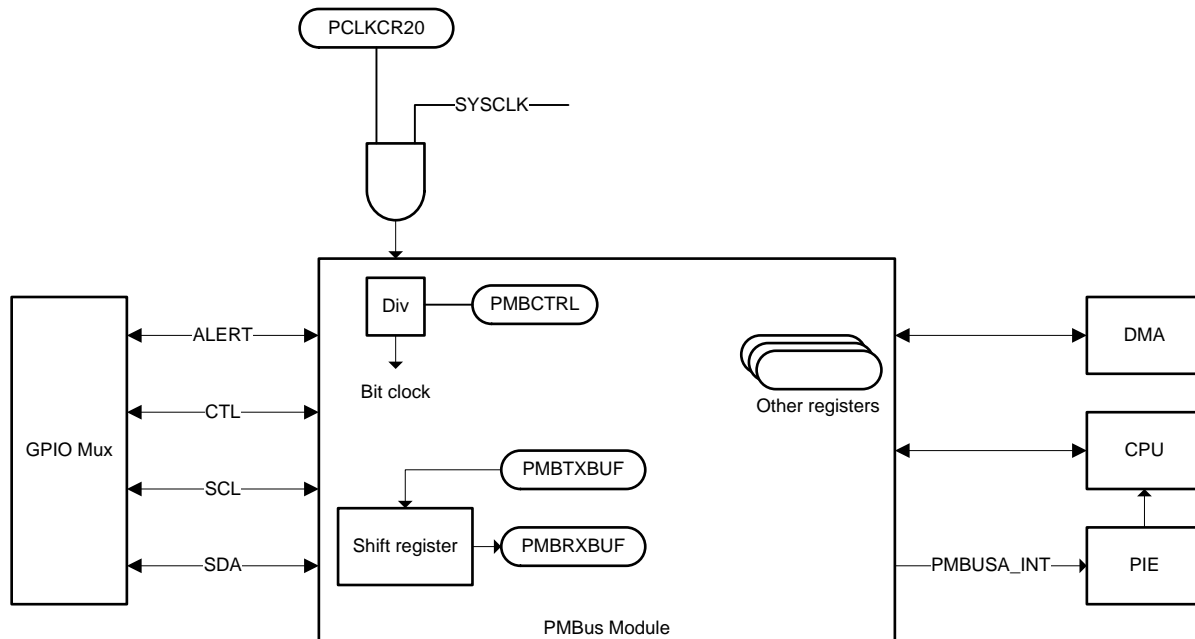 PCLKCR20
SYSCLK
Div
PMBCTRL
ALERT
DMA
Bit clock
Other registers
CTL
GPIO Mux
CPU
PMBTXBUF
SCL
Shift register
PMBRXBUF
SDA
PMBUSA_INT
PIE
PMBus Module